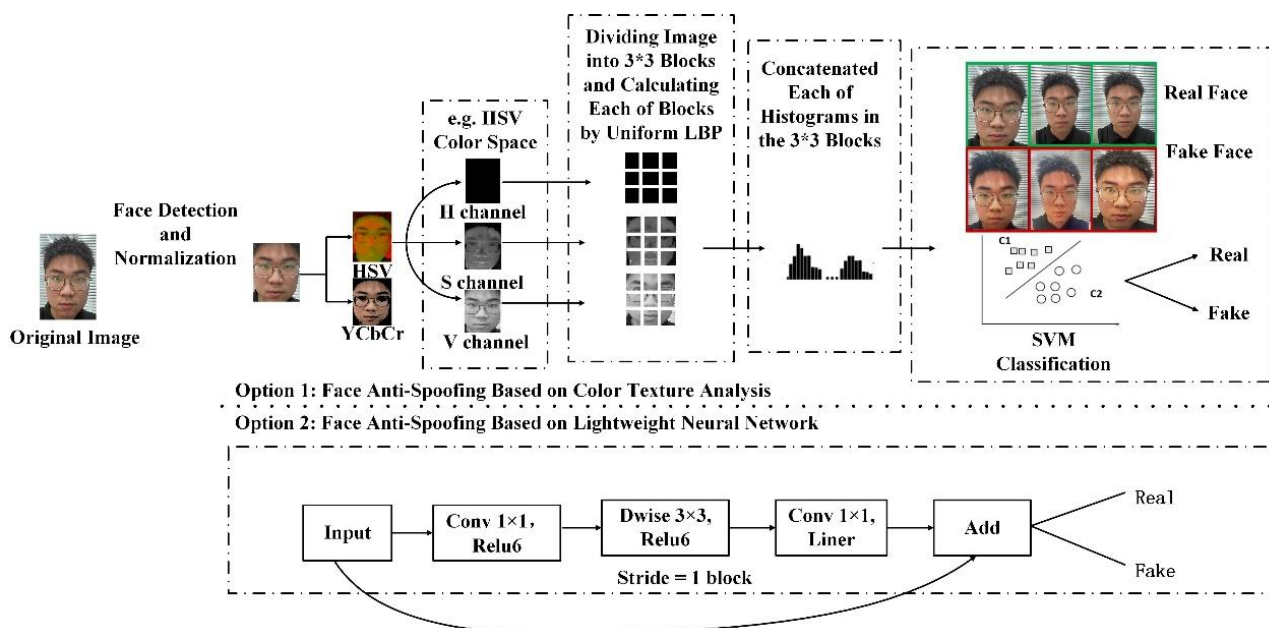 Original Image
Face Detection
and
Normalization
HSV
YCbCr
e.g. HSV
Color Space
H channel
S channel
V channel
Dividing Image
into 3*3 Blocks
and Calculating
Each of Blocks
by Uniform LBP
Concatenated
Each of
Histograms in
the 3*3 Blocks
...
Real Face
Fake Face
C1
C2
SVM
Classification
Real
Fake
Option 1: Face Anti-Spoofing Based on Color Texture Analysis
Option 2: Face Anti-Spoofing Based on Lightweight Neural Network
Input
Conv 1×1,
Relu6
Dwise 3×3,
Relu6
Conv 1×1,
Liner
Add
Stride = 1 block
Real
Fake